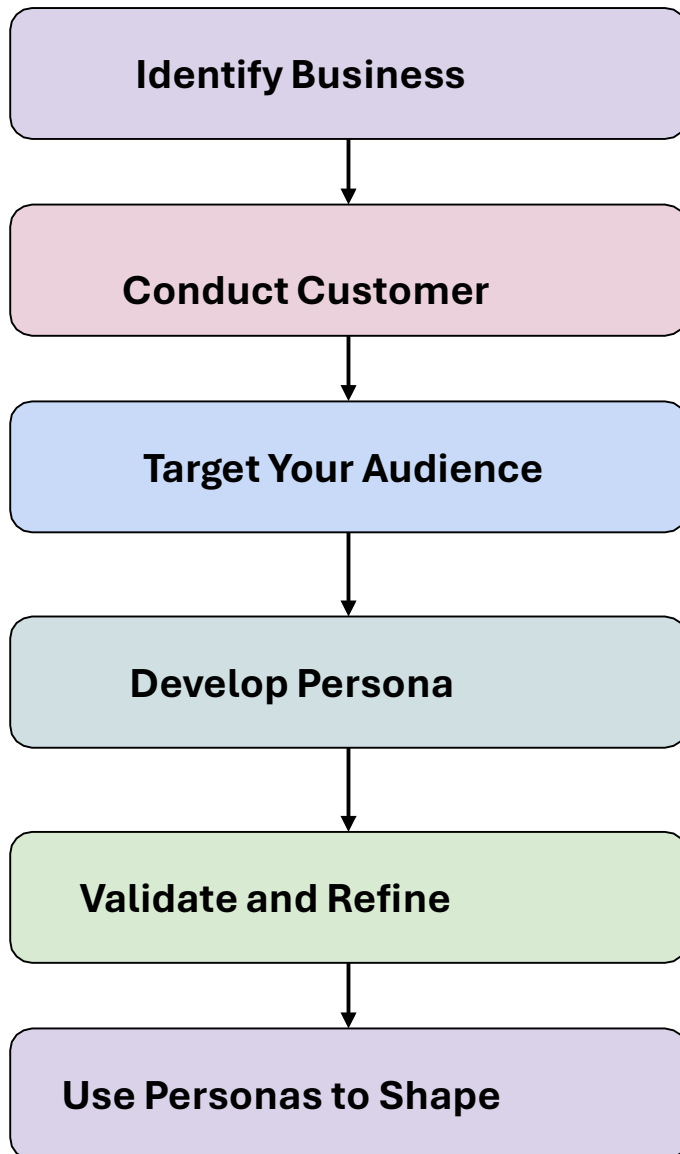 Identify Business
Conduct Customer
Target Your Audience
Develop Persona
Validate and Refine
Use Personas to Shape